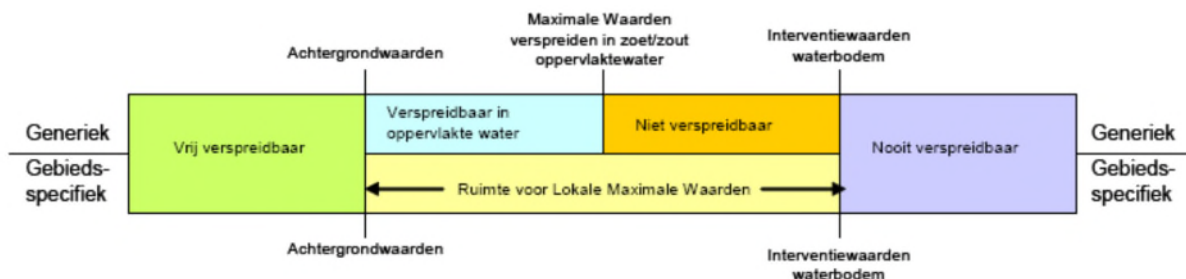 Maximale Waarden
verspreiden in zoet/zout
oppervlaktewater
Achtergrondwaarden
Interventiewaarden
waterbodem
Generiek
Vrij verspreidbaar
Verspreidbaar in
oppervlakte water
Niet verspreidbaar
Nooit verspreidbaar
Generiek
Gebieds-
specifiek
Ruimte voor Lokale Maximale Waarden
Gebieds-
specifiek
Achtergrondwaarden
Interventiewaarden
waterbodem